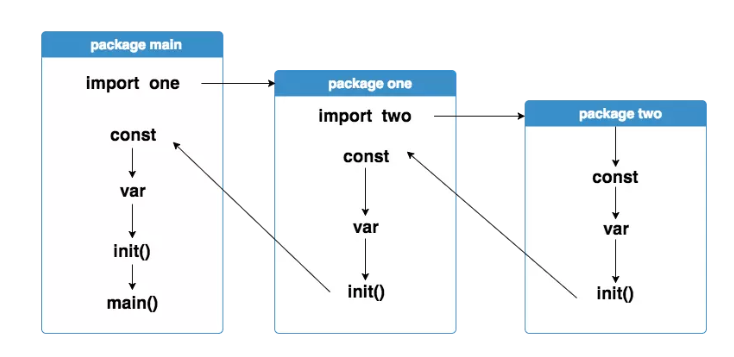 package main
import one
const
var
init()
main()
package one
import two
const
var
init()
package two
const
var
init()